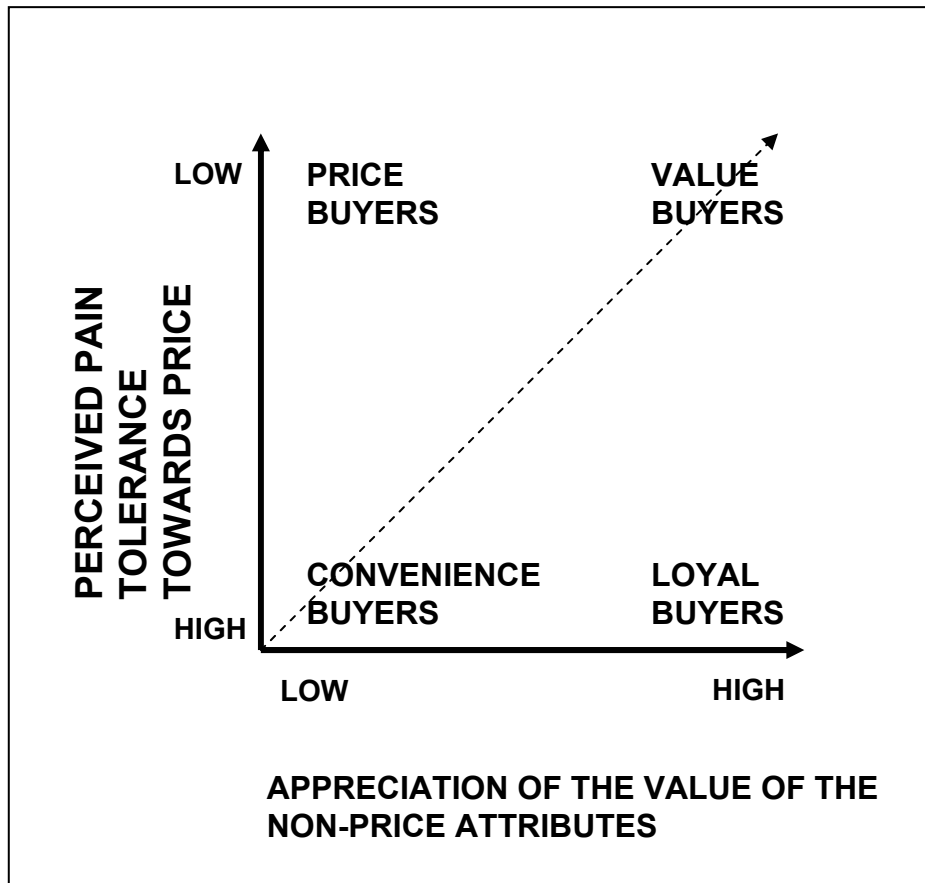 LOW
PRICE
BUYERS
VALUE
BUYERS
PERCEIVED PAIN
TOLERANCE
TOWARDS PRICE
CONVENIENCE
BUYERS
LOYAL
BUYERS
HIGH
LOW
HIGH
APPRECIATION OF THE VALUE OF THE
NON-PRICE ATTRIBUTES